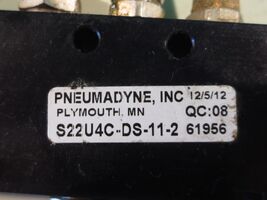 PNEUMADYNE, INC 12/5/12
PLYMOUTH, MN QC:08
S22U4C-DS-11-2 61956